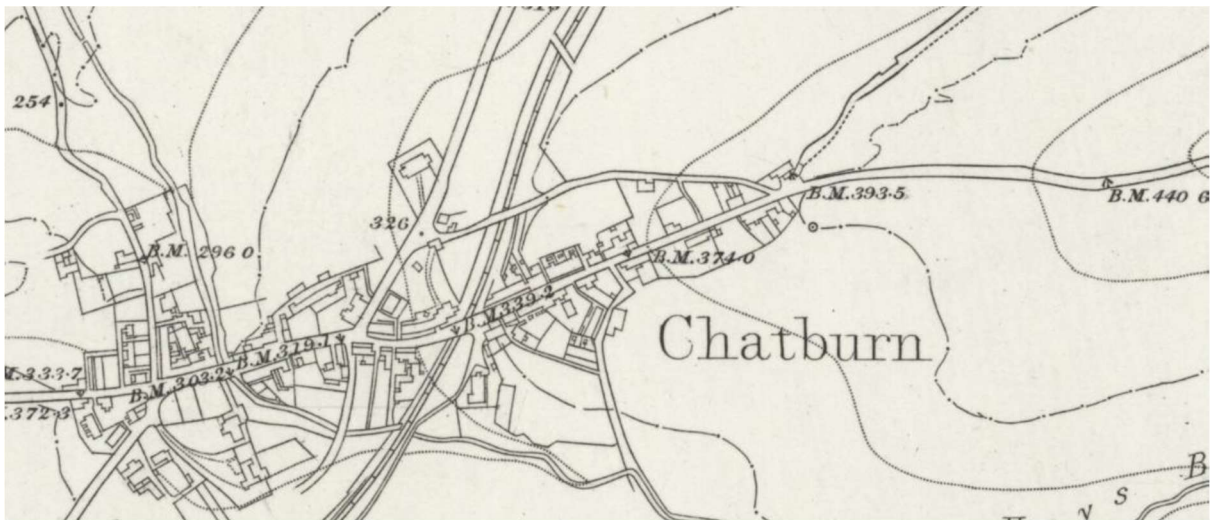 254
326
B.M. 393·5
B.M. 440 6
B.M. 296 0
B.M. 374·0
B.M. 339·2
Chatburn
B.M. 319·1
M. 333·7
B.M. 303·2
.372·3
B
y s